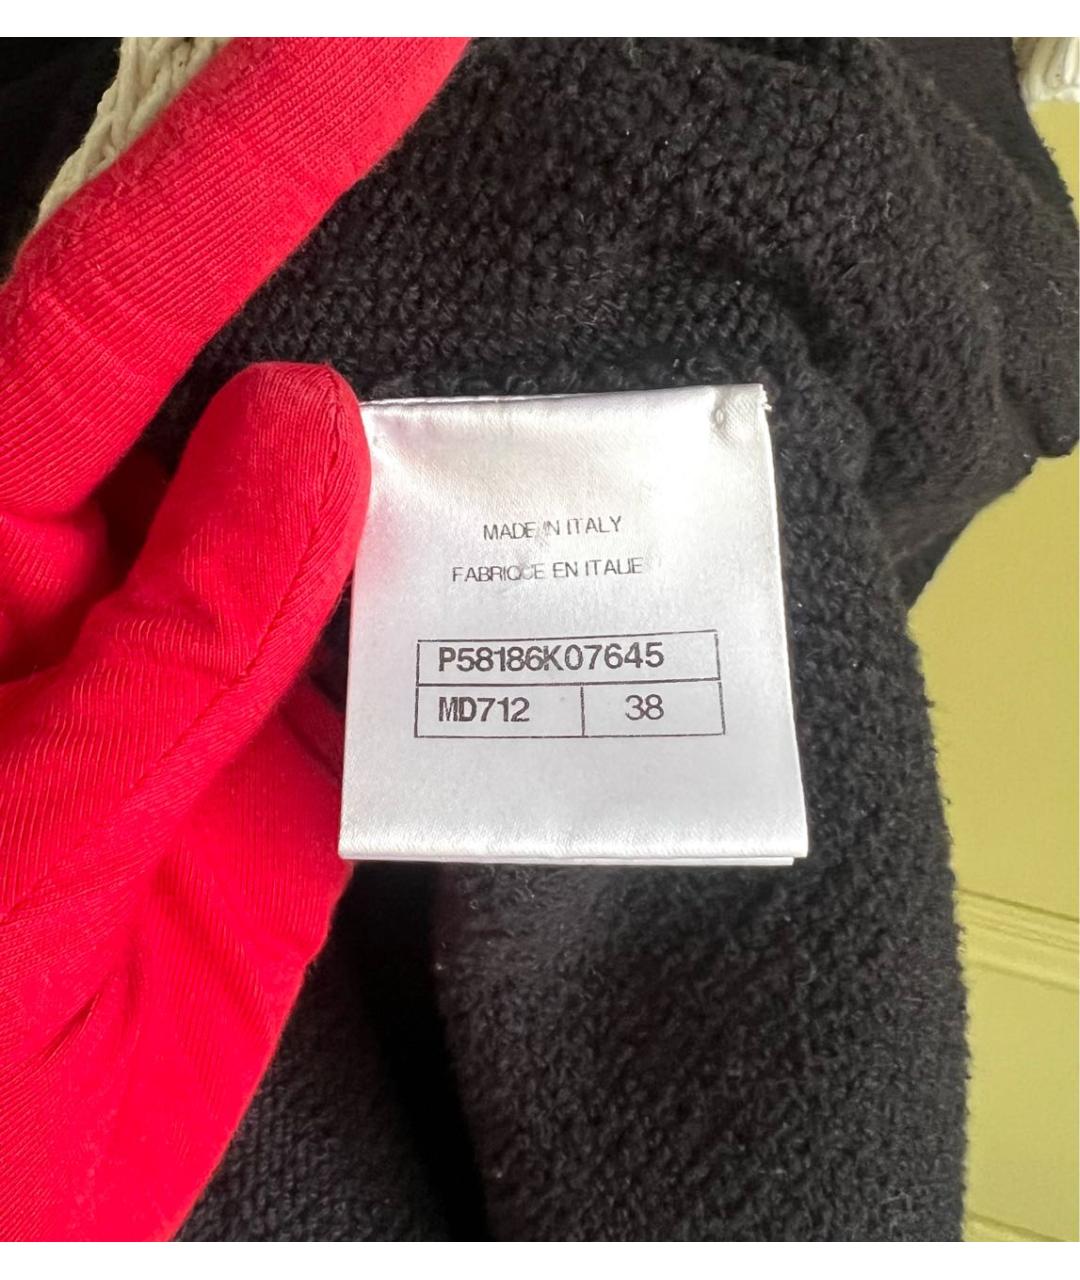 MADE IN ITALY
FABRIQUE EN ITALIE
P58186K07645
MD712 38